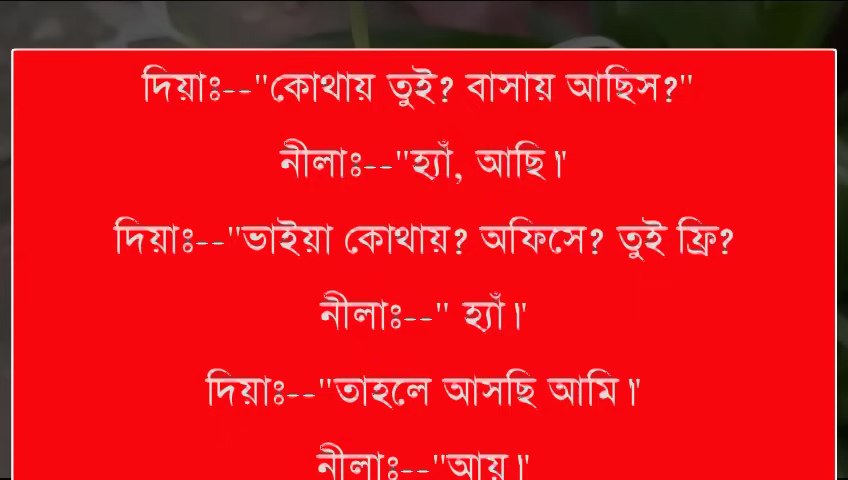 দিয়াঃ--"কোথায় তুই? বাসায় আছিস?"
নীলাঃ--"হ্যাঁ, আছি।"
দিয়াঃ--"ভাইয়া কোথায়? অফিসে? তুই ফ্রি?
নীলাঃ--" হ্যাঁ।"
দিয়াঃ--"তাহলে আসছি আমি।"
নীলাঃ--"আয়।"